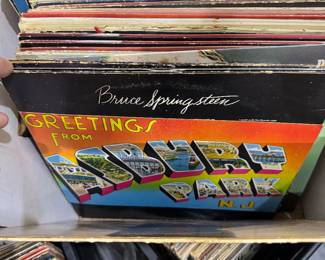 Bruce Springsteen
GREETINGS
FROM
ASBURY
PARK
N.J.